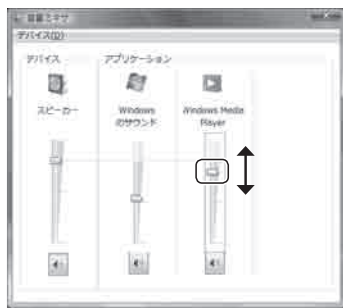 音量ミキサ
デバイス(D)
デバイス
アプリケーション
スピーカー
Windows
のサウンド
Windows Media
Player